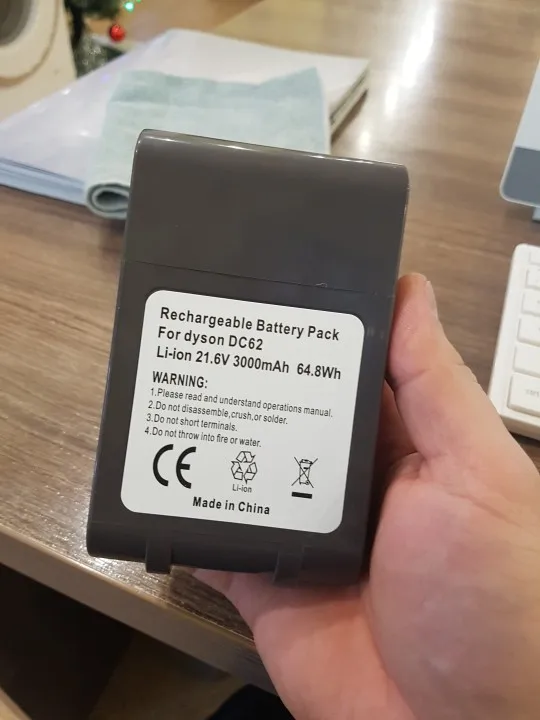 Rechargeable Battery Pack
For dyson DC62
Li-ion 21.6V 3000mAh 64.8Wh
WARNING:
1.Please read and understand operations manual.
2.Do not disassemble,crush,or solder.
3.Do not short terminals.
4.Do not throw into fire or water.
CE
Li-ion
Made in China